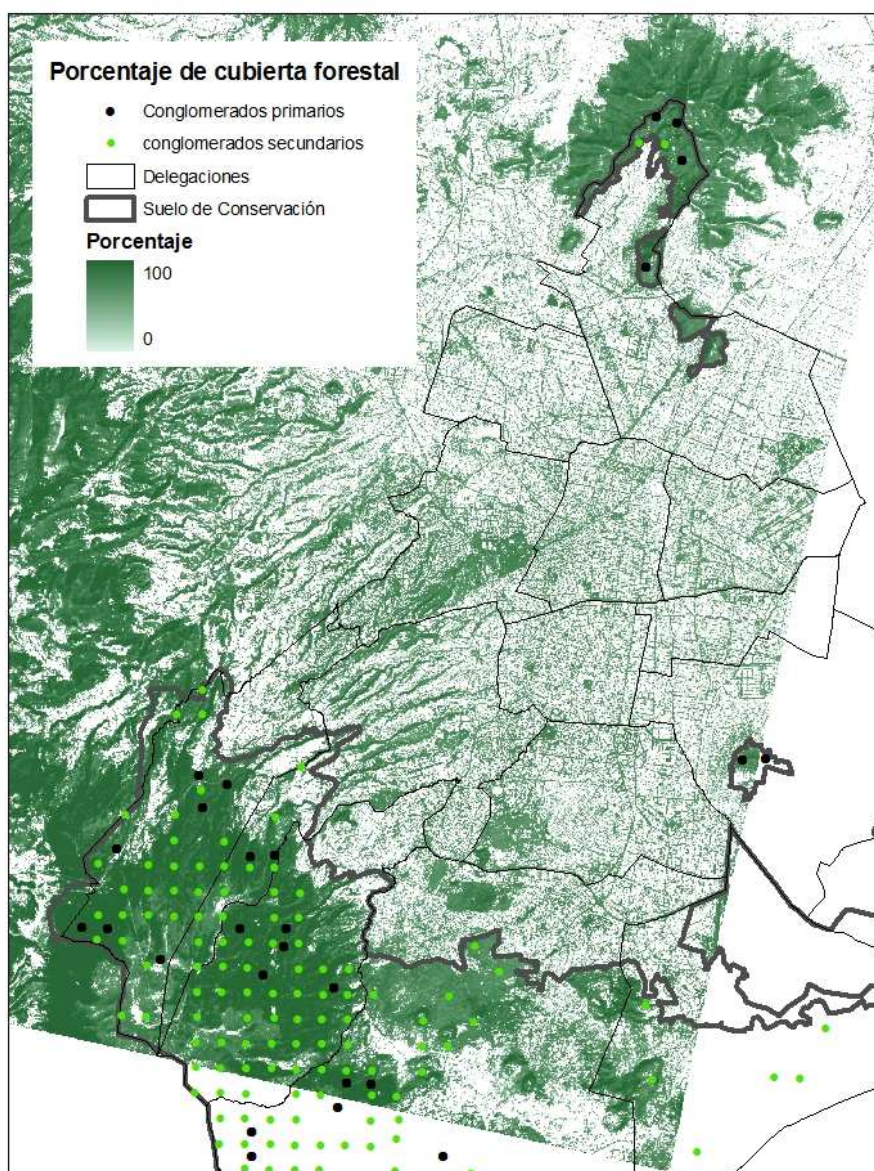 Porcentaje de cubierta forestal
Conglomerados primarios
conglomerados secundarios
Delegaciones
Suelo de Conservación
Porcentaje
100
0